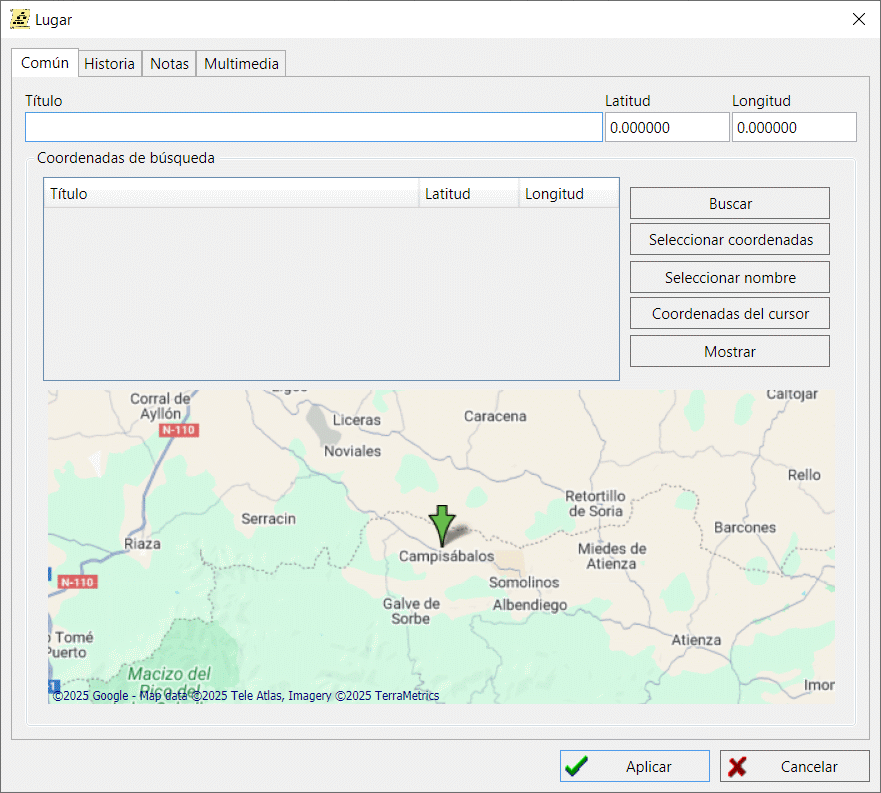 Lugar
Común
Historia
Notas
Multimedia
Título
Latitud
Longitud
0.000000
0.000000
Coordenadas de búsqueda
Título
Latitud
Longitud
Buscar
Seleccionar coordenadas
Seleccionar nombre
Coordenadas del cursor
Mostrar
Corral de
Ayllón
N-110
Liceras
Noviales
Caracena
Caltojar
Rello
Retortillo
de Soria
Barcones
Serracin
Riaza
Campisábalos
Miedes de
Atienza
N-110
Somolinos
Albendiego
Galve de
Sorbe
Tomé
Puerto
Atienza
Macizo del
Pico del
Imon
©2025 Google - Map data ©2025 Tele Atlas, Imagery ©2025 TerraMetrics
Aplicar
Cancelar